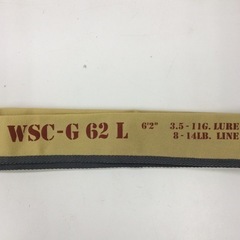 WSC-G 62 L 6'2" 3.5-11G. LURE
8-14LB. LINE